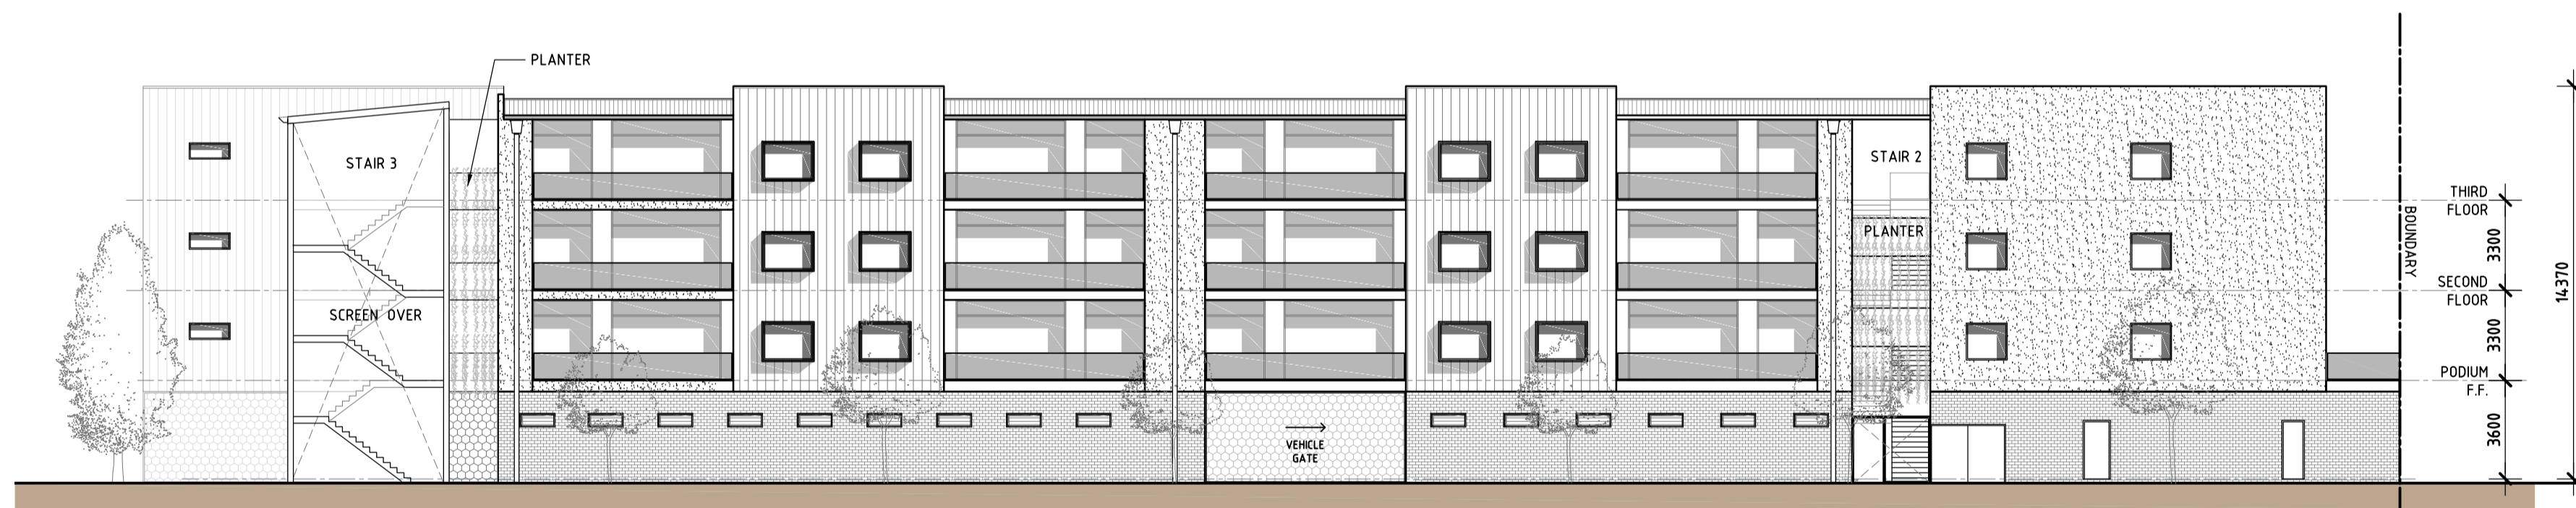 PLANTER
STAIR 3
SCREEN OVER
VEHICLE
GATE
STAIR 2
PLANTER
BOUNDARY
THIRD
FLOOR
3300
SECOND
FLOOR
3300
PODIUM
F.F.
3600
14370